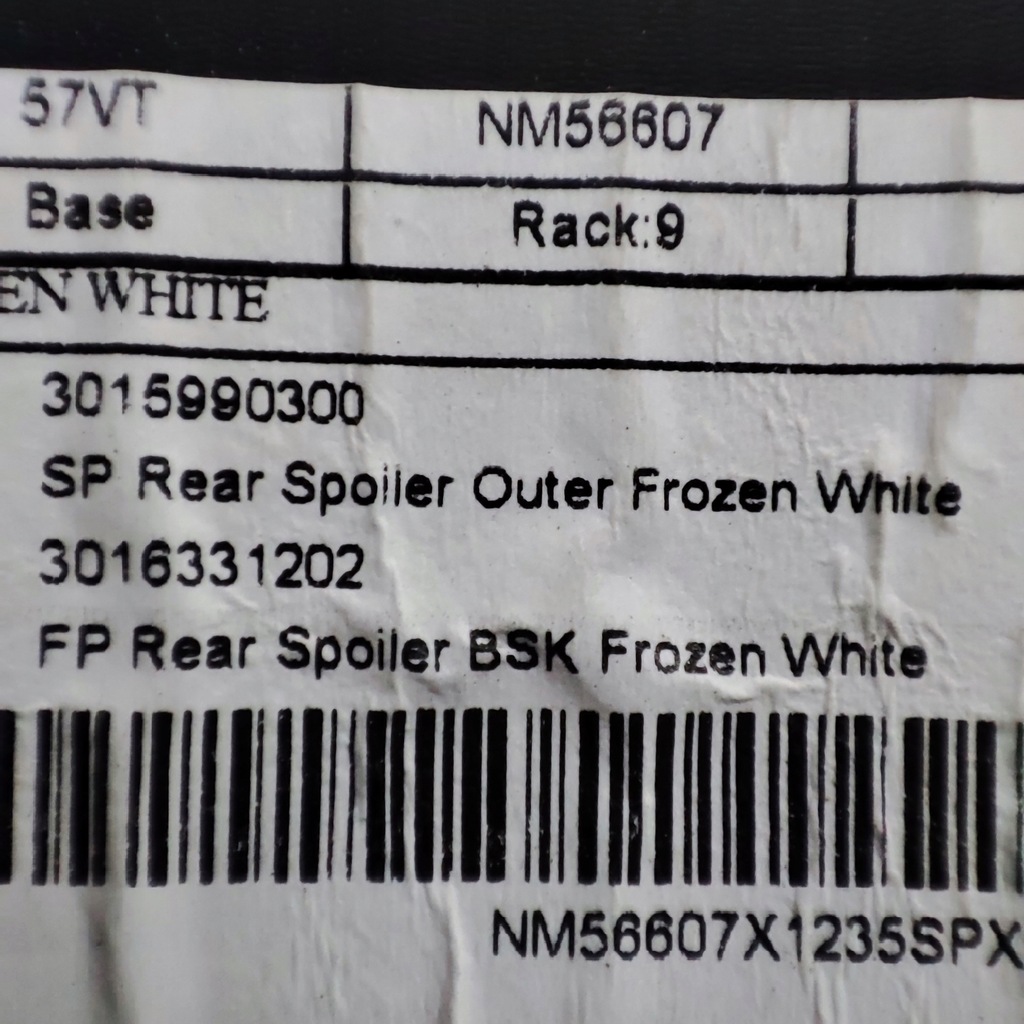 57VT NM56607
Base Rack:9
EN WHITE
3015990300
SP Rear Spoiler Outer Frozen White
3016331202
FP Rear Spoiler BSK Frozen White
NM56607X1235SPX